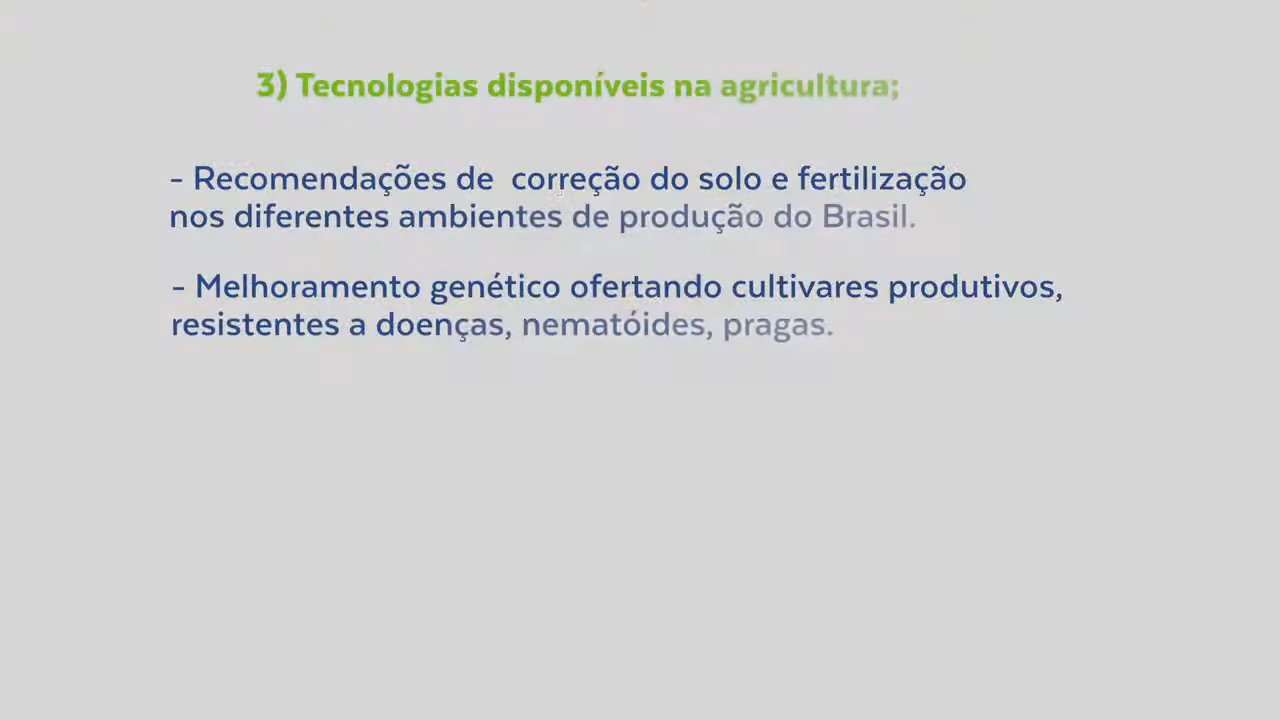 3) Tecnologias disponíveis na agricultura;
- Recomendações de correção do solo e fertilização
nos diferentes ambientes de produção do Brasil.
- Melhoramento genético ofertando cultivares produtivos,
resistentes a doenças, nematóides, pragas.